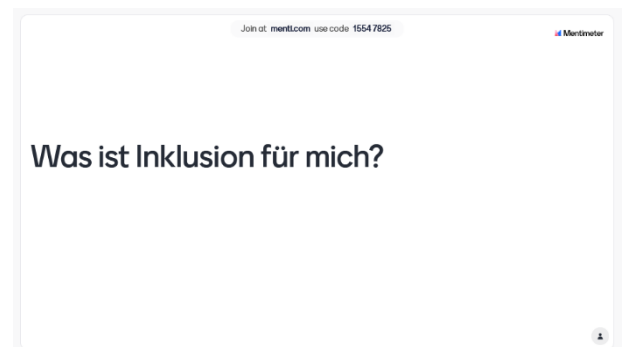 Join at menti.com use code 1554 7825
Mentimeter
Was ist Inklusion für mich?